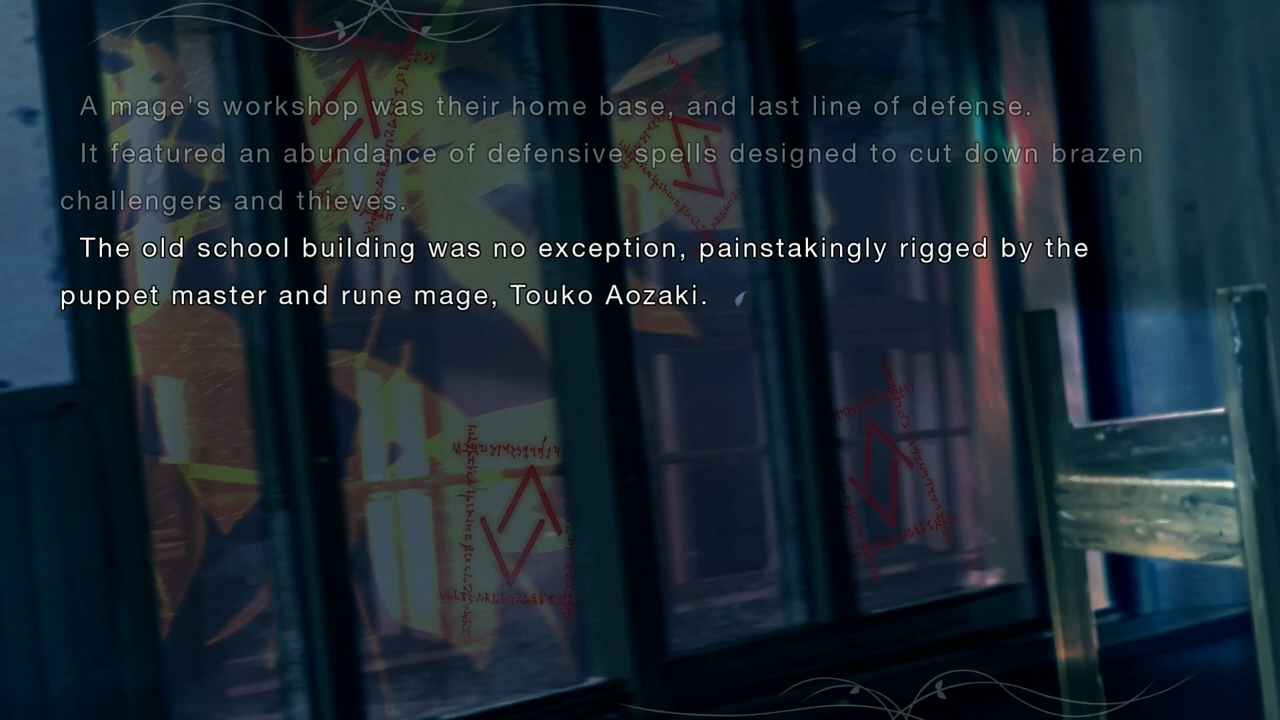 A mage's workshop was their home base, and last line of defense.
It featured an abundance of defensive spells designed to cut down brazen
challengers and thieves.
The old school building was no exception, painstakingly rigged by the
puppet master and rune mage, Touko Aozaki.